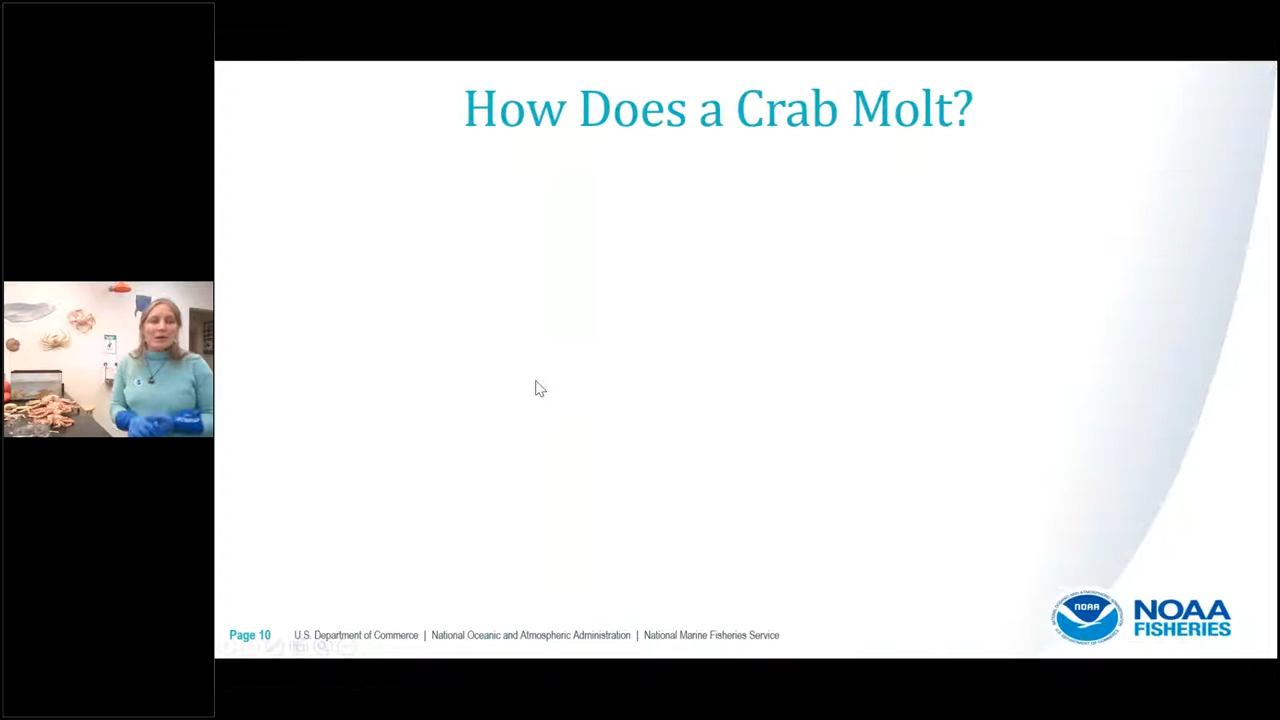 How Does a Crab Molt?
Page 10 U.S. Department of Commerce | National Oceanic and Atmospheric Administration | National Marine Fisheries Service
NOAA
NOAA
FISHERIES